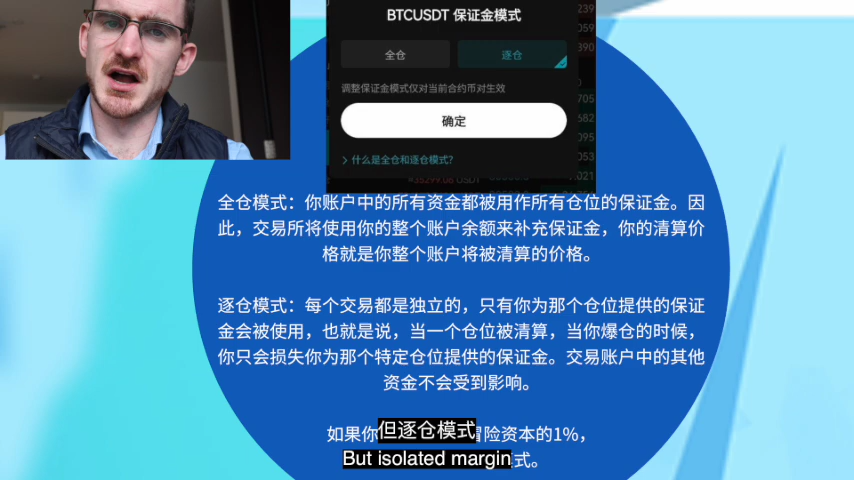 BTCUSDT 保证金模式
全仓
逐仓
调整保证金模式仅对当前合约币对生效
确定
> 什么是全仓和逐仓模式?
全仓模式：你账户中的所有资金都被用作所有仓位的保证金。因
此，交易所将使用你的整个账户余额来补充保证金，你的清算价
格就是你整个账户将被清算的价格。
逐仓模式：每个交易都是独立的，只有你为那个仓位提供的保证
金会被使用，也就是说，当一个仓位被清算，当你爆仓的时候，
你只会损失你为那个特定仓位提供的保证金。交易账户中的其他
资金不会受到影响。
如果你
但逐仓模式
冒险资本的1%，
But isolated margin
式。